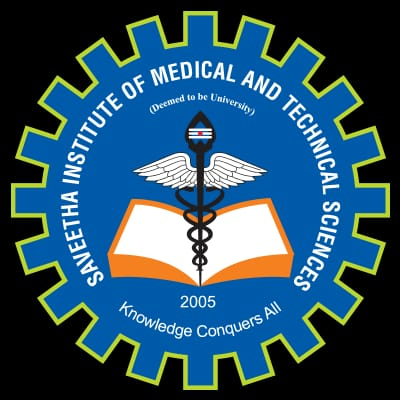 SAVEETHA INSTITUTE OF MEDICAL AND TECHNICAL SCIENCES
(Deemed to be University)
2005
Knowledge Conquers All